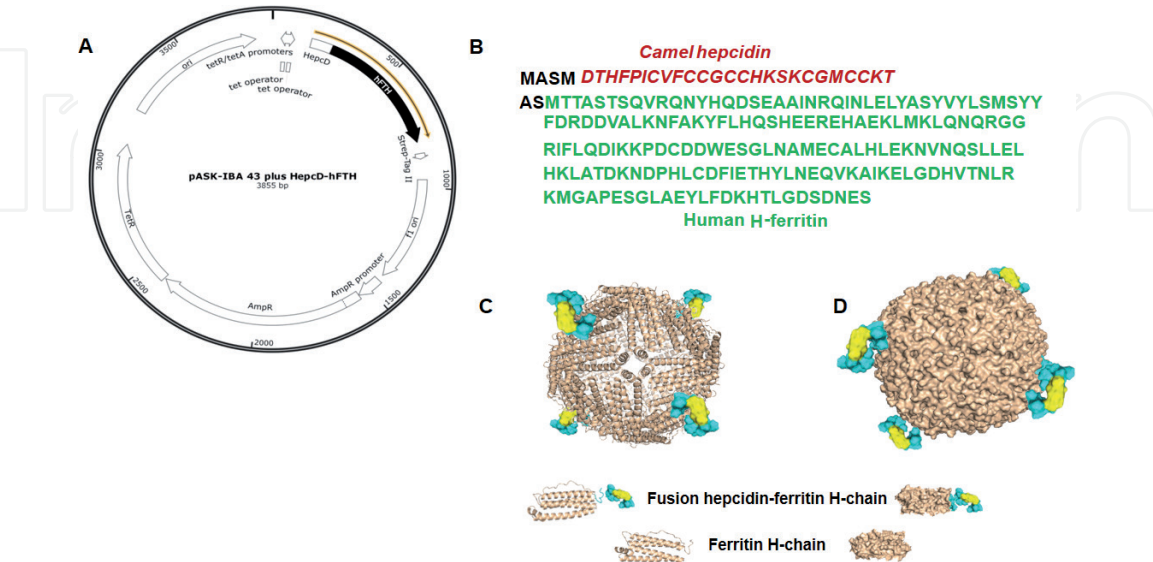 A
ori
3500
tetR/tetA promoters
tet operator
tet operator
HepcD
500
hFTH
Strep-Tag II
1000
f1 ori
AmpR promoter
1500
AmpR
2000
2500
TetR
3000
pASK-IBA 43 plus HepcD-hFTH
3855 bp
B
Camel hepcidin
MASM DTHFPICVFCCGCCHKSKCGMCCKT
ASMTTASTSQVRQNYHQDSEAAINRQINLELYASYVYLSMSYY
FDRDDVALKNFAKYFLHQSHEEREHAEKLMKLQNQRGG
RIFLQDIKKPDCDDWESGLNAMECALHLEKNVNQSLLEL
HKLATDKNDPHLCDFIETHYLNEQVKAIKELGDHVTNLR
KMGAPESGLAEYLFDKHTLGDSDNES
Human H-ferritin
C
D
Fusion hepcidin-ferritin H-chain
Ferritin H-chain